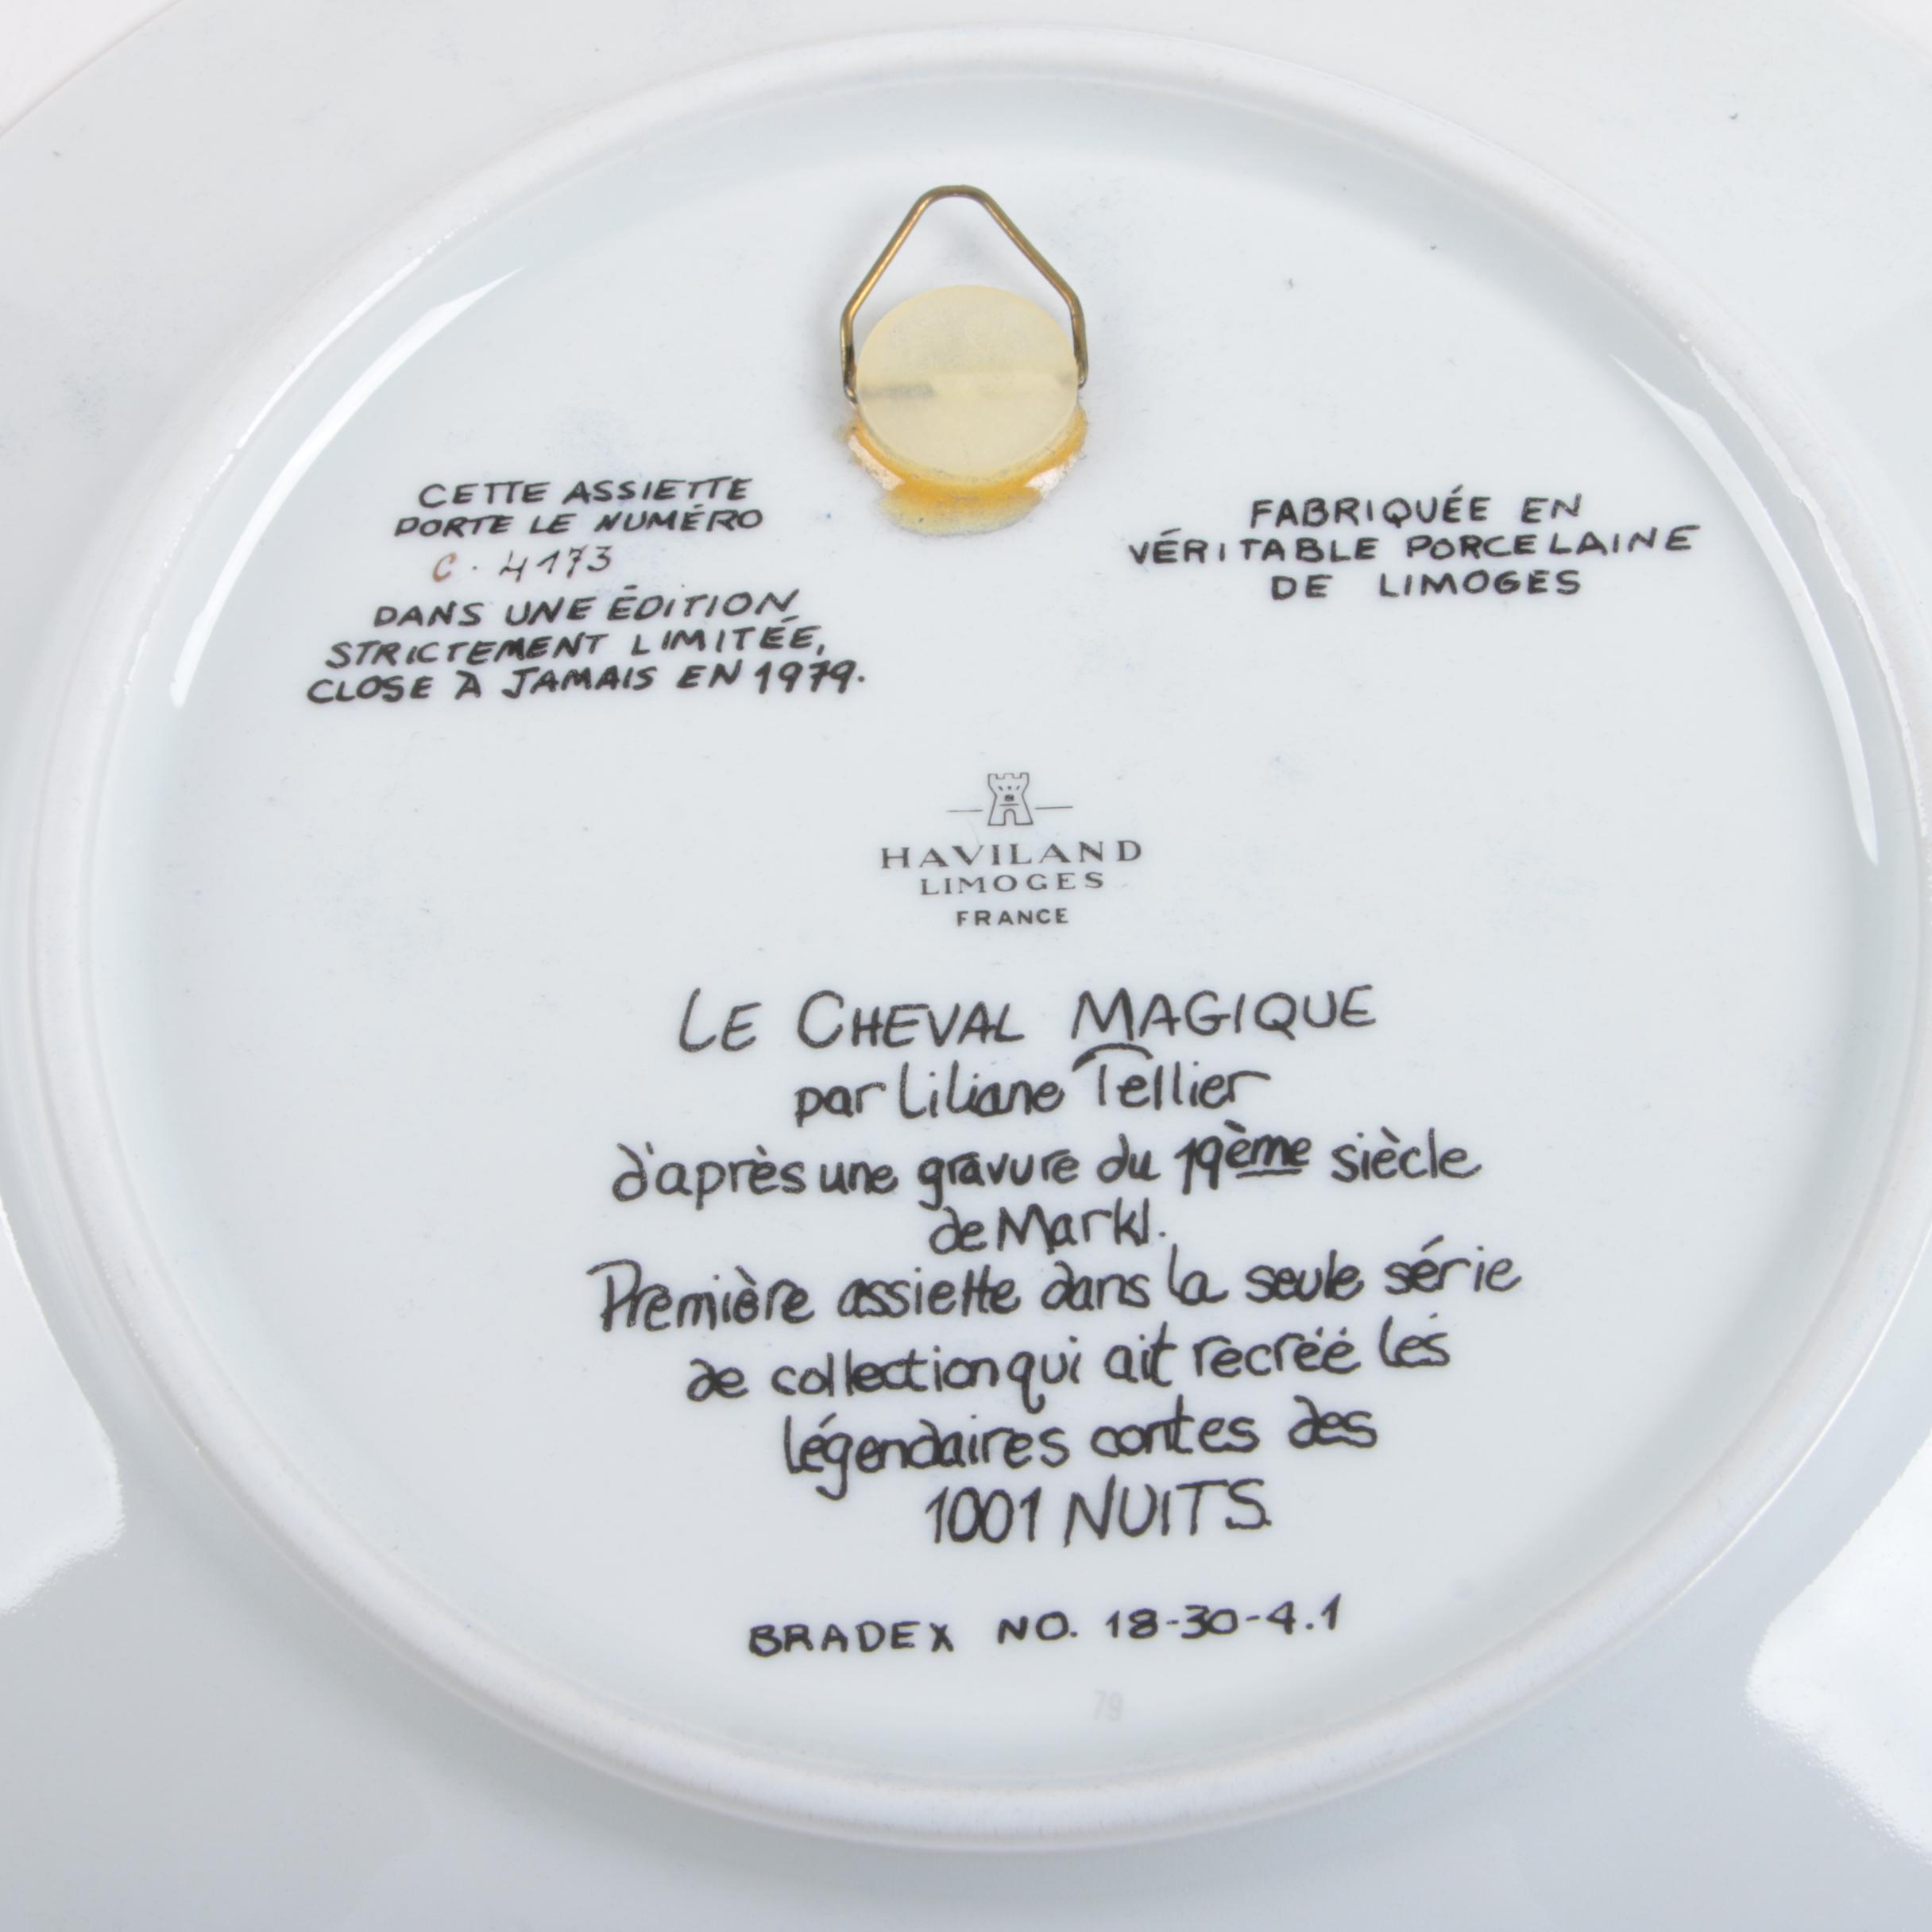 CETTE ASSIETTE
PORTE LE NUMÉRO
C. 4173
DANS UNE ÉDITION
STRICTEMENT LIMITÉE,
CLOSE À JAMAIS EN 1979.
FABRIQUÉE EN
VÉRITABLE PORCELAINE
DE LIMOGES
HAVILAND
LIMOGES
FRANCE
LE CHEVAL MAGIQUE
par Liliane Tellier
d'après une gravure du 19ème siècle
de Markl.
Première assiette dans la seule série
de collection qui ait recréé les
légendaires contes des
1001 NUITS.
BRADEX NO. 18-30-4.1
79